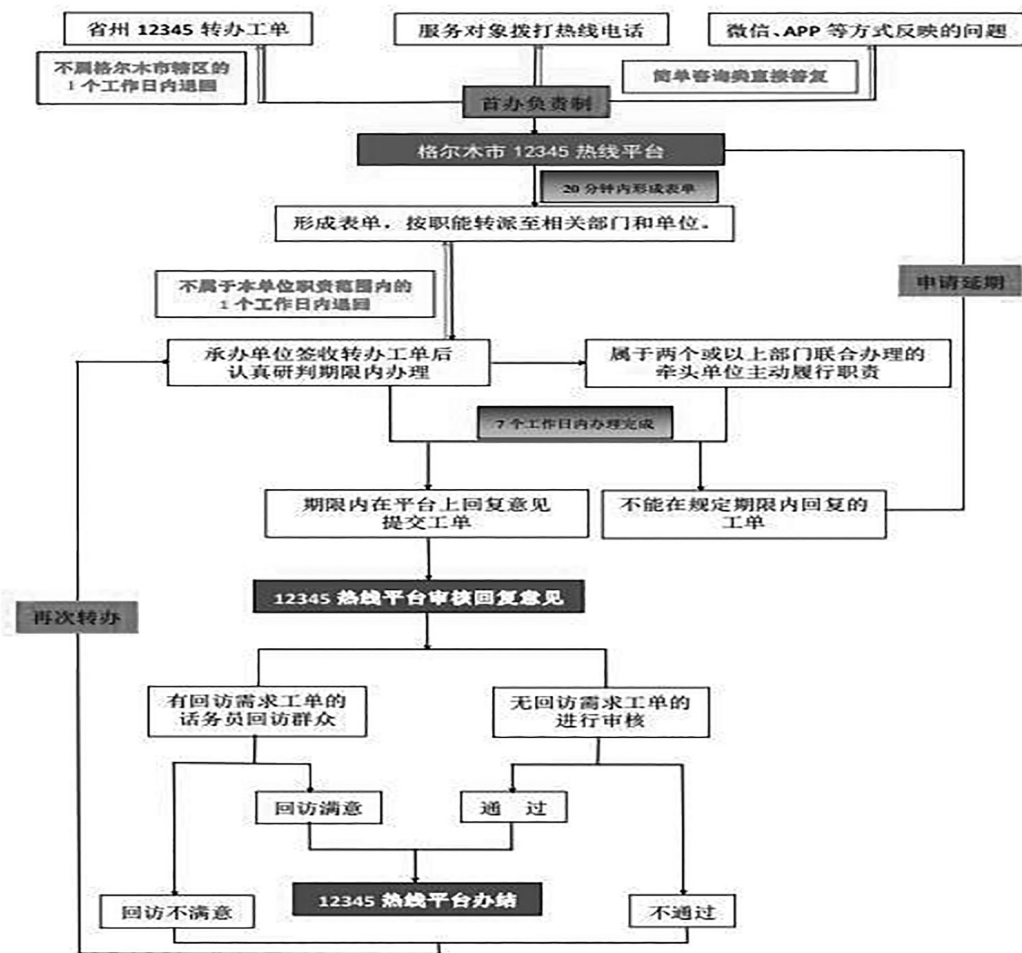 省州 12345 转办工单
服务对象拨打热线电话
微信、APP 等方式反映的问题
不属格尔木市辖区的
1 个工作日内退回
简单咨询类直接答复
首办负责制
格尔木市 12345 热线平台
20 分钟内形成表单
形成表单，按职能转派至相关部门和单位。
不属于本单位职责范围内的
1 个工作日内退回
申请延期
承办单位签收转办工单后
认真研判期限内办理
属于两个或以上部门联合办理的
牵头单位主动履行职责
7 个工作日内办理完成
期限内在平台上回复意见
提交工单
不能在规定期限内回复的
工单
12345 热线平台审核回复意见
再次转办
有回访需求工单的
话务员回访群众
无回访需求工单的
进行审核
回访满意
通 过
12345 热线平台办结
回访不满意
不通过